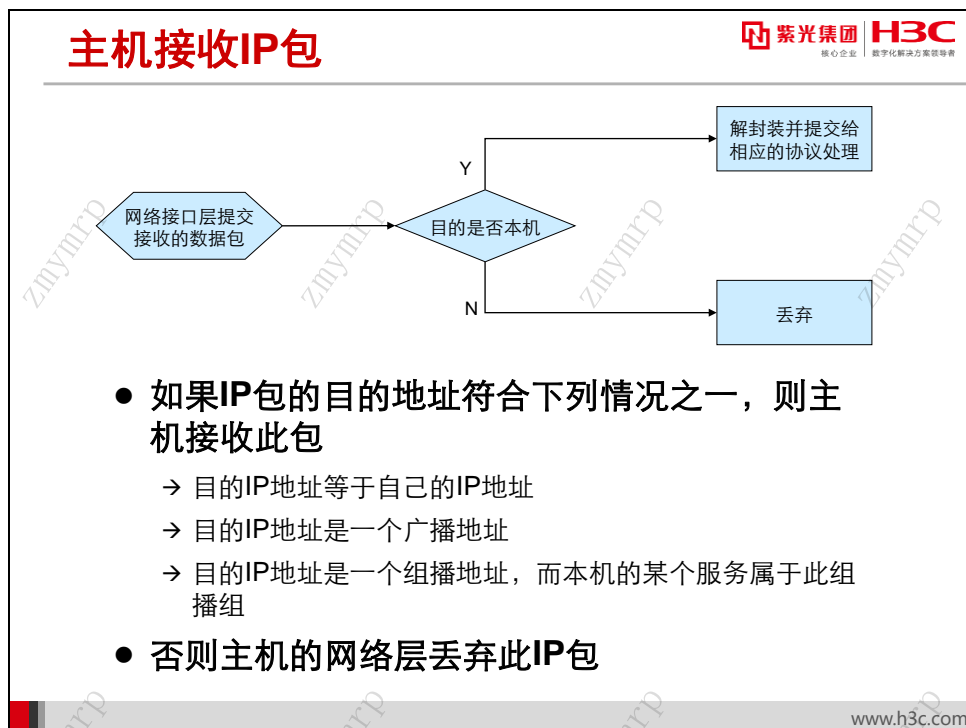 主机接收IP包
紫光集团
核心企业
H3C
数字化解决方案领导者
网络接口层提交
接收的数据包
目的是否本机
Y
解封装并提交给
相应的协议处理
N
丢弃
● 如果IP包的目的地址符合下列情况之一，则主
机接收此包
→ 目的IP地址等于自己的IP地址
→ 目的IP地址是一个广播地址
→ 目的IP地址是一个组播地址，而本机的某个服务属于此组
播组
● 否则主机的网络层丢弃此IP包
zmymrp
zmymrp
zmymrp
zmymrp
www.h3c.com